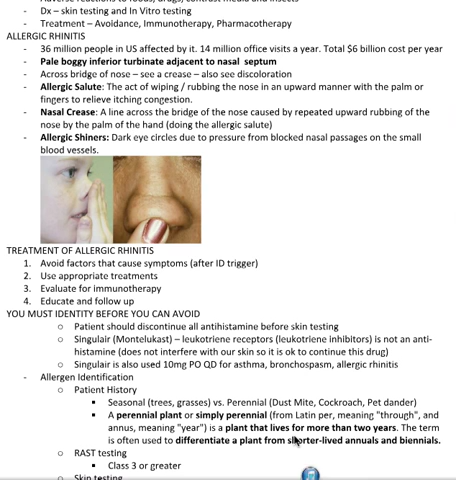 Adverse reactions to foods, drugs, contrast media and insects
- Dx – skin testing and In Vitro testing
- Treatment – Avoidance, Immunotherapy, Pharmacotherapy
ALLERGIC RHINITIS
- 36 million people in US affected by it. 14 million office visits a year. Total $6 billion cost per year
- Pale boggy inferior turbinate adjacent to nasal septum
- Across bridge of nose – see a crease – also see discoloration
- Allergic Salute: The act of wiping / rubbing the nose in an upward manner with the palm or
fingers to relieve itching congestion.
- Nasal Crease: A line across the bridge of the nose caused by repeated upward rubbing of the
nose by the palm of the hand (doing the allergic salute)
- Allergic Shiners: Dark eye circles due to pressure from blocked nasal passages on the small
blood vessels.
TREATMENT OF ALLERGIC RHINITIS
1. Avoid factors that cause symptoms (after ID trigger)
2. Use appropriate treatments
3. Evaluate for immunotherapy
4. Educate and follow up
YOU MUST IDENTITY BEFORE YOU CAN AVOID
o Patient should discontinue all antihistamine before skin testing
o Singulair (Montelukast) – leukotriene receptors (leukotriene inhibitors) is not an anti-
histamine (does not interfere with our skin so it is ok to continue this drug)
o Singulair is also used 10mg PO QD for asthma, bronchospasm, allergic rhinitis
- Allergen Identification
o Patient History
▪ Seasonal (trees, grasses) vs. Perennial (Dust Mite, Cockroach, Pet dander)
▪ A perennial plant or simply perennial (from Latin per, meaning "through", and
annus, meaning "year") is a plant that lives for more than two years. The term
is often used to differentiate a plant from shorter-lived annuals and biennials.
o RAST testing
▪ Class 3 or greater
o Skin testing